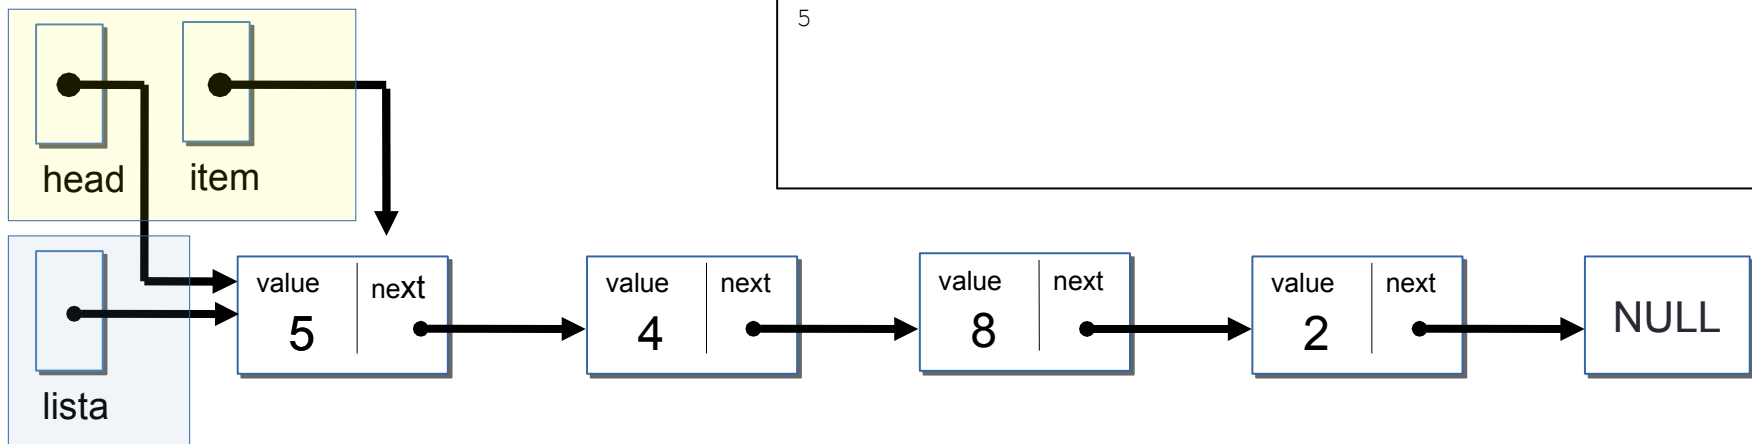 5
head item
value next value next value next value next
5 4 8 2 NULL
lista